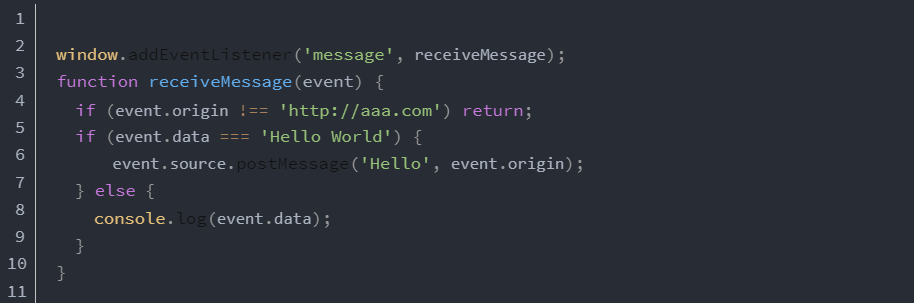 1
2 window.addEventListener('message', receiveMessage);
3 function receiveMessage(event) {
4 if (event.origin !== 'http://aaa.com') return;
5 if (event.data === 'Hello World') {
6 event.source.postMessage('Hello', event.origin);
7 } else {
8 console.log(event.data);
9 }
10 }
11